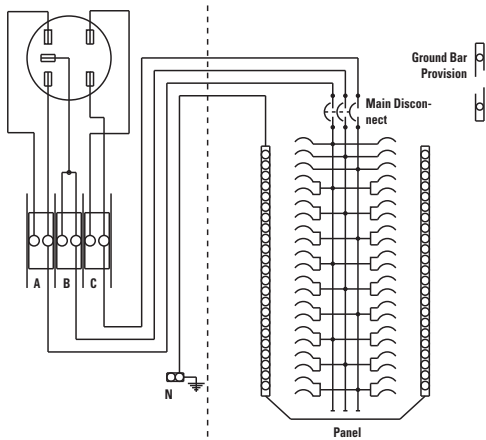 Ground Bar
Provision
Main Discon-
nect
A B C
N
Panel